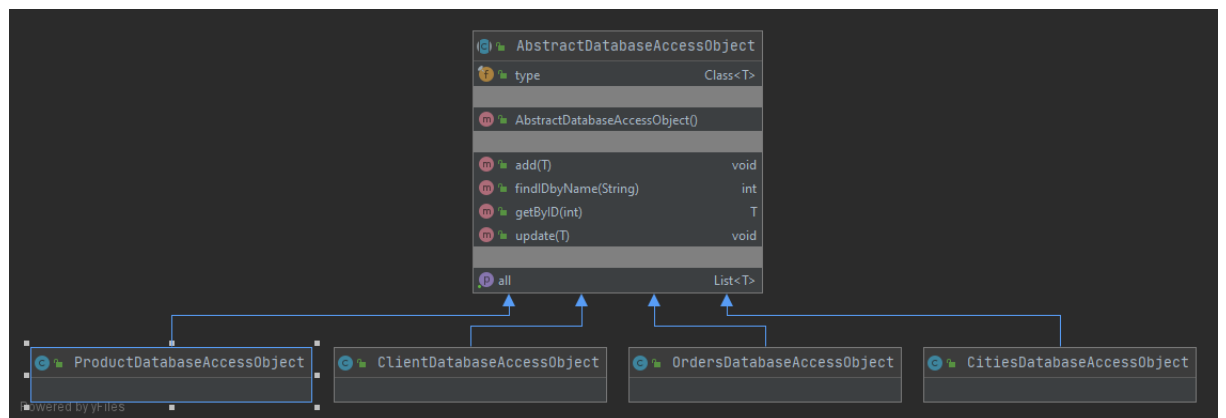 AbstractDatabaseAccessObject
type Class<T>
AbstractDatabaseAccessObject()
add(T) void
findIDbyName(String) int
getByID(int) T
update(T) void
all List<T>
ProductDatabaseAccessObject
ClientDatabaseAccessObject
OrdersDatabaseAccessObject
CitiesDatabaseAccessObject
Powered by yFiles